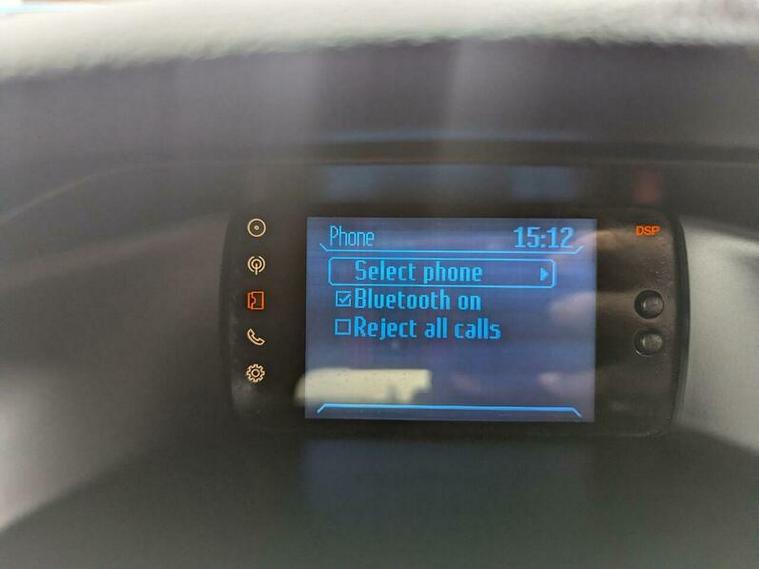 Phone 15:12
DSP
Select phone
Bluetooth on
Reject all calls